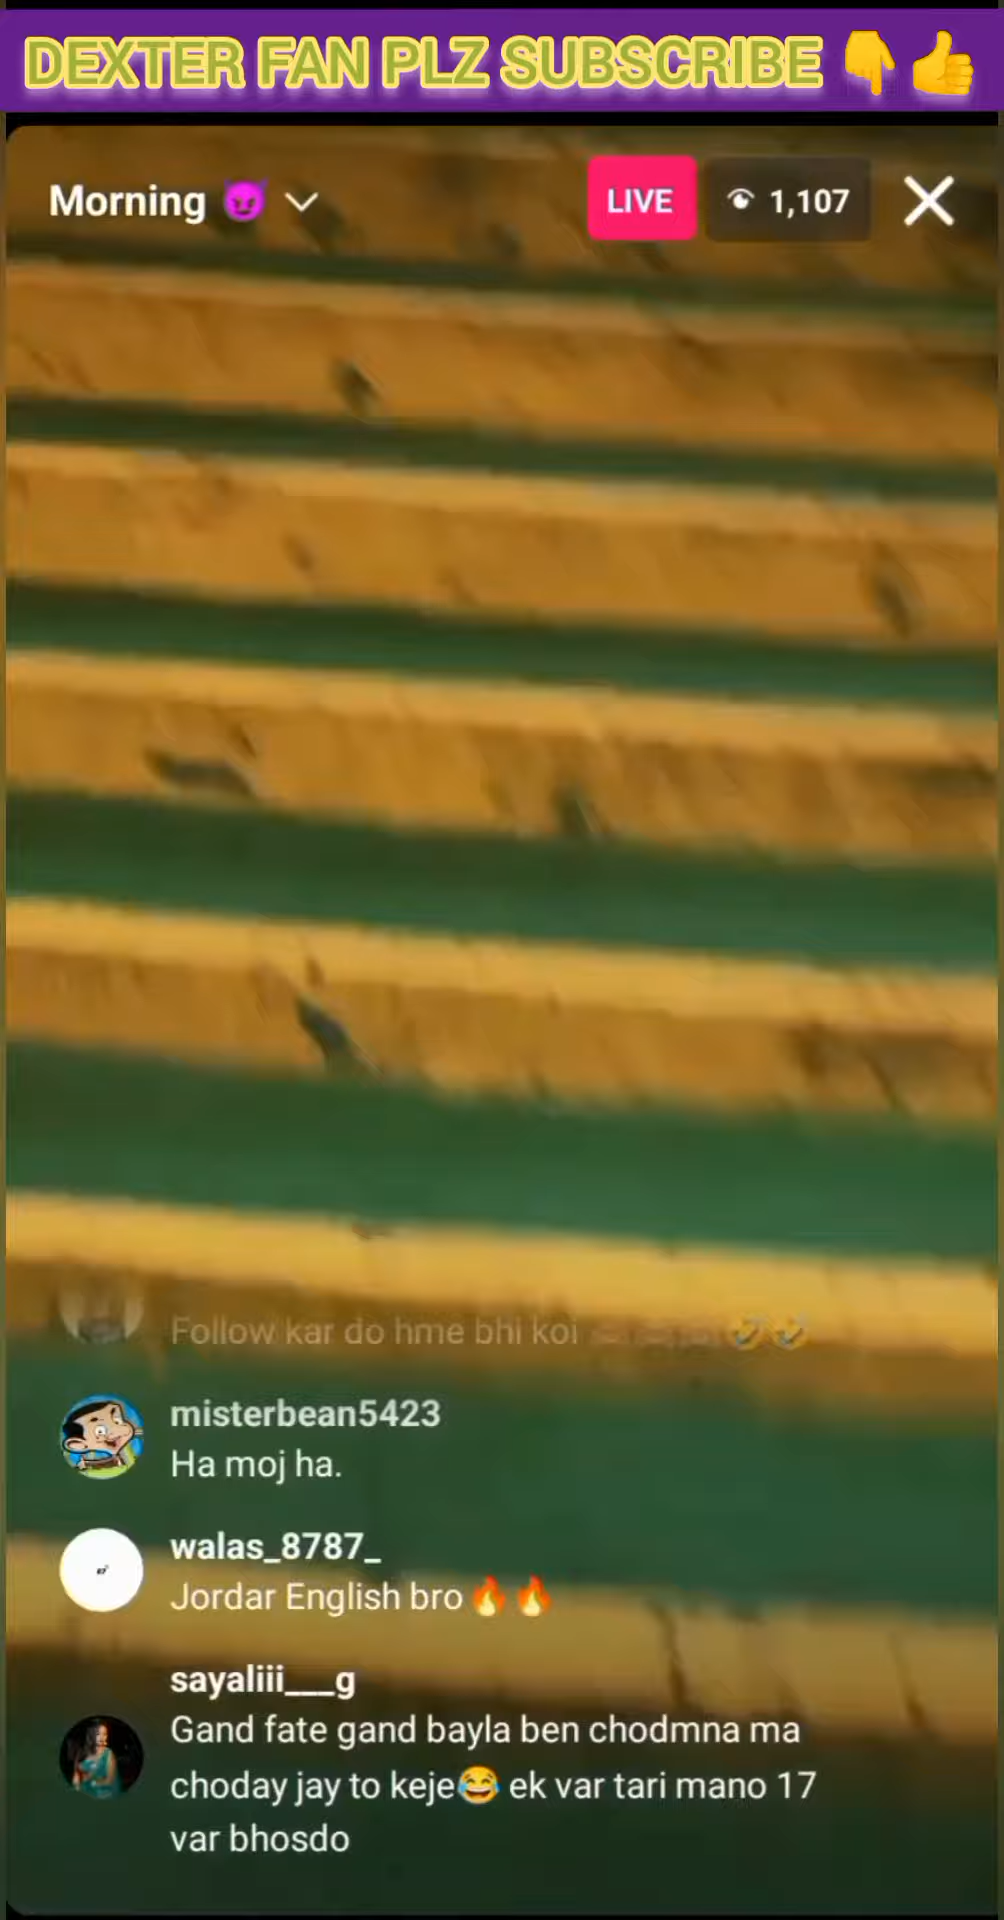 DEXTER FAN PLZ SUBSCRIBE 👇👍
Morning 😈
LIVE
1,107
Follow kar do hme bhi koi
misterbean5423
Ha moj ha.
walas_8787_
Jordar English bro🔥🔥
sayaliii___g
Gand fate gand bayla ben chodmna ma
choday jay to keje😂 ek var tari mano 17
var bhosdo